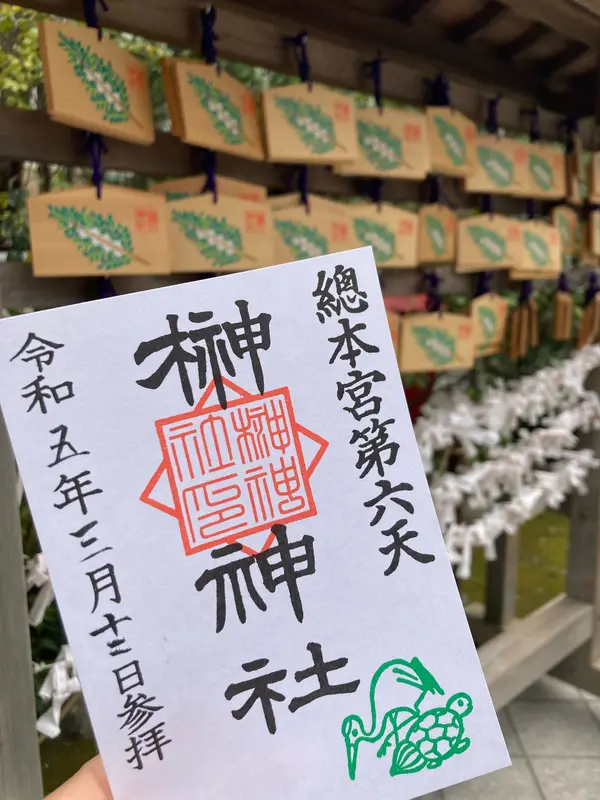 總本宮第六天
榊神社
榊神社印
令和五年三月十二日参拝